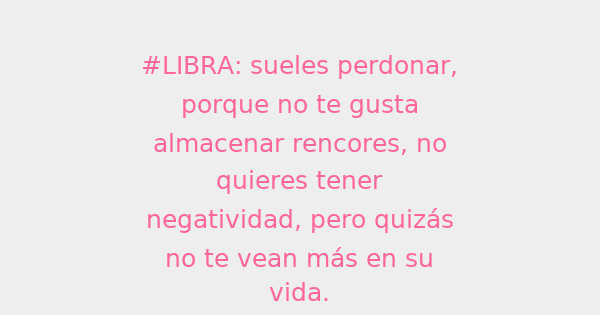 #LIBRA: sueles perdonar,
porque no te gusta
almacenar rencores, no
quieres tener
negatividad, pero quizás
no te vean más en su
vida.